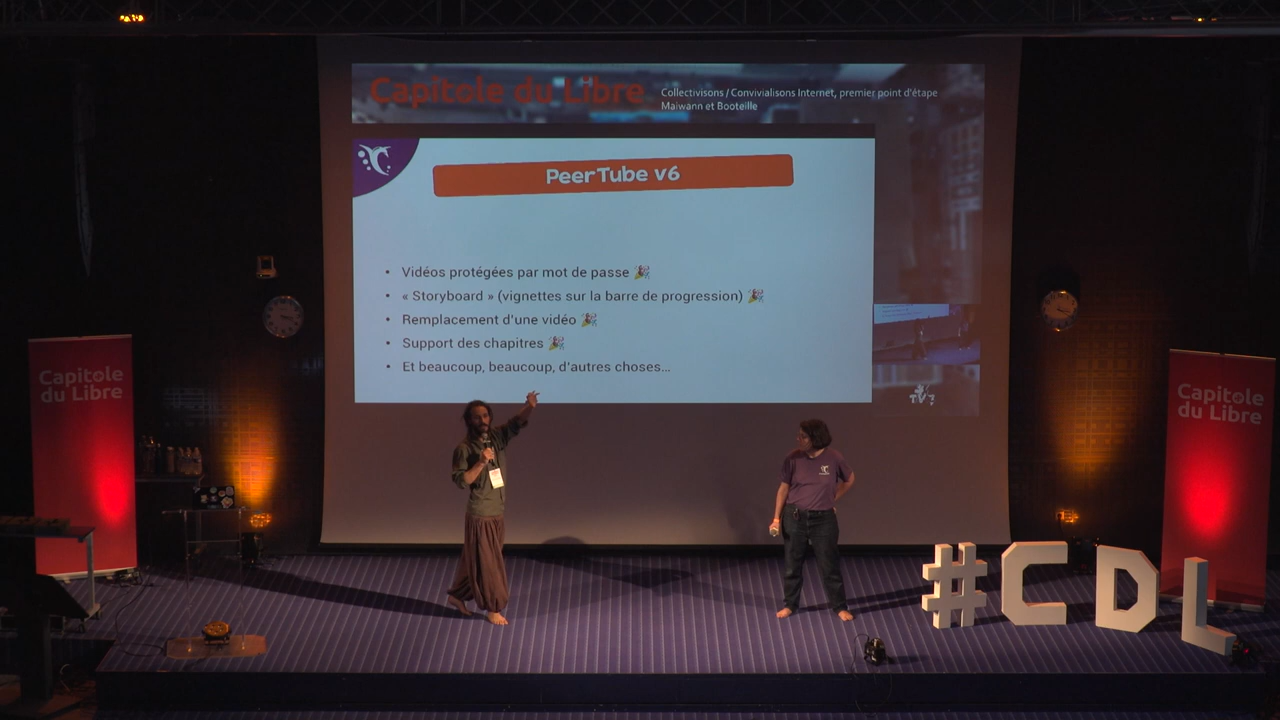 Capitole du Libre
Collectivisons / Convivialisons Internet, premier point d'étape
Maiwann et Booteille
PeerTube v6
• Vidéos protégées par mot de passe 🎉
• « Storyboard » (vignettes sur la barre de progression) 🎉
• Remplacement d'une vidéo 🎉
• Support des chapitres 🎉
• Et beaucoup, beaucoup, d'autres choses...
Capitole
du Libre
Capitole
du Libre
#CDL